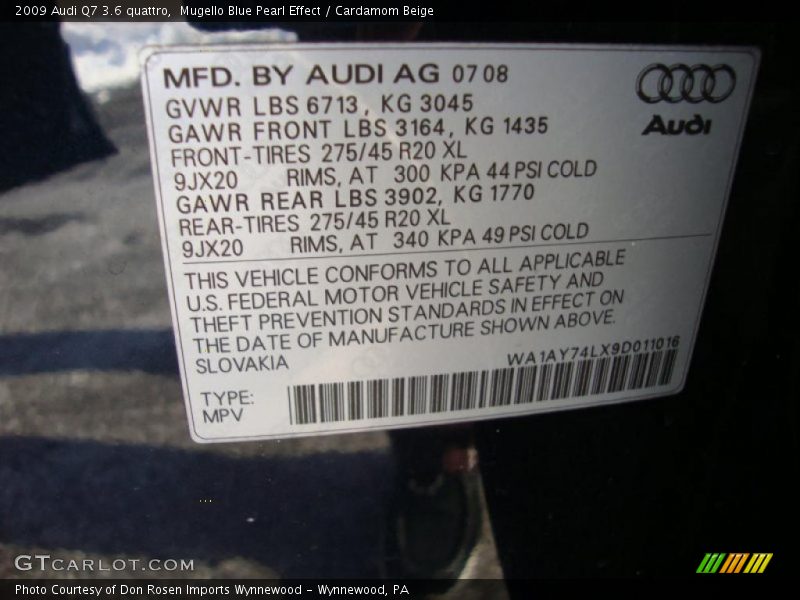 2009 Audi Q7 3.6 quattro,  Mugello Blue Pearl Effect / Cardamom Beige
MFD. BY AUDI AG 07 08
GVWR LBS 6713, KG 3045
GAWR FRONT LBS 3164, KG 1435
FRONT-TIRES 275/45 R20 XL
9JX20 RIMS, AT 300 KPA 44 PSI COLD
GAWR REAR LBS 3902, KG 1770
REAR-TIRES 275/45 R20 XL
9JX20 RIMS, AT 340 KPA 49 PSI COLD
Audi
THIS VEHICLE CONFORMS TO ALL APPLICABLE
U.S. FEDERAL MOTOR VEHICLE SAFETY AND
THEFT PREVENTION STANDARDS IN EFFECT ON
THE DATE OF MANUFACTURE SHOWN ABOVE.
SLOVAKIA
WA1AY74LX9D011016
TYPE:
MPV
GTCARLOT.COM
Photo Courtesy of Don Rosen Imports Wynnewood – Wynnewood, PA